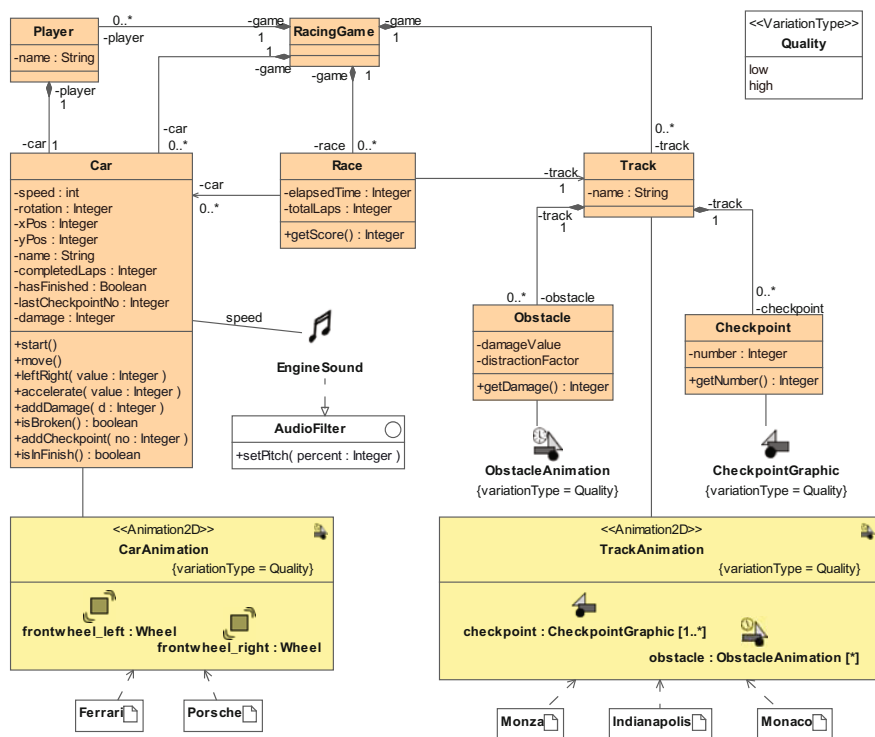 Player
-name : String
0..*
-player
-game
1
RacingGame
-game
1
<<VariationType>>
Quality
low
high
-player
1
1
-game
-game
1
-car
1
-car
0..*
-race
0..*
0..*
-track
Car
-speed : int
-rotation : Integer
-xPos : Integer
-yPos : Integer
-name : String
-completedLaps : Integer
-hasFinished : Boolean
-lastCheckpointNo : Integer
-damage : Integer
+start()
+move()
+leftRight( value : Integer )
+accelerate( value : Integer )
+addDamage( d : Integer )
+isBroken() : boolean
+addCheckpoint( no : Integer )
+isInFinish() : boolean
-car
0..*
Race
-elapsedTime : Integer
-totalLaps : Integer
+getScore() : Integer
-track
1
Track
-name : String
-track
1
-track
1
0..*
-obstacle
0..*
-checkpoint
Obstacle
-damageValue
-distractionFactor
+getDamage() : Integer
Checkpoint
-number : Integer
+getNumber() : Integer
speed
EngineSound
AudioFilter
+setPitch( percent : Integer )
ObstacleAnimation
{variationType = Quality}
CheckpointGraphic
{variationType = Quality}
<<Animation2D>>
CarAnimation
{variationType = Quality}
frontwheel_left : Wheel
frontwheel_right : Wheel
<<Animation2D>>
TrackAnimation
{variationType = Quality}
checkpoint : CheckpointGraphic [1..*]
obstacle : ObstacleAnimation [*]
Ferrari
Porsche
Monza
Indianapolis
Monaco